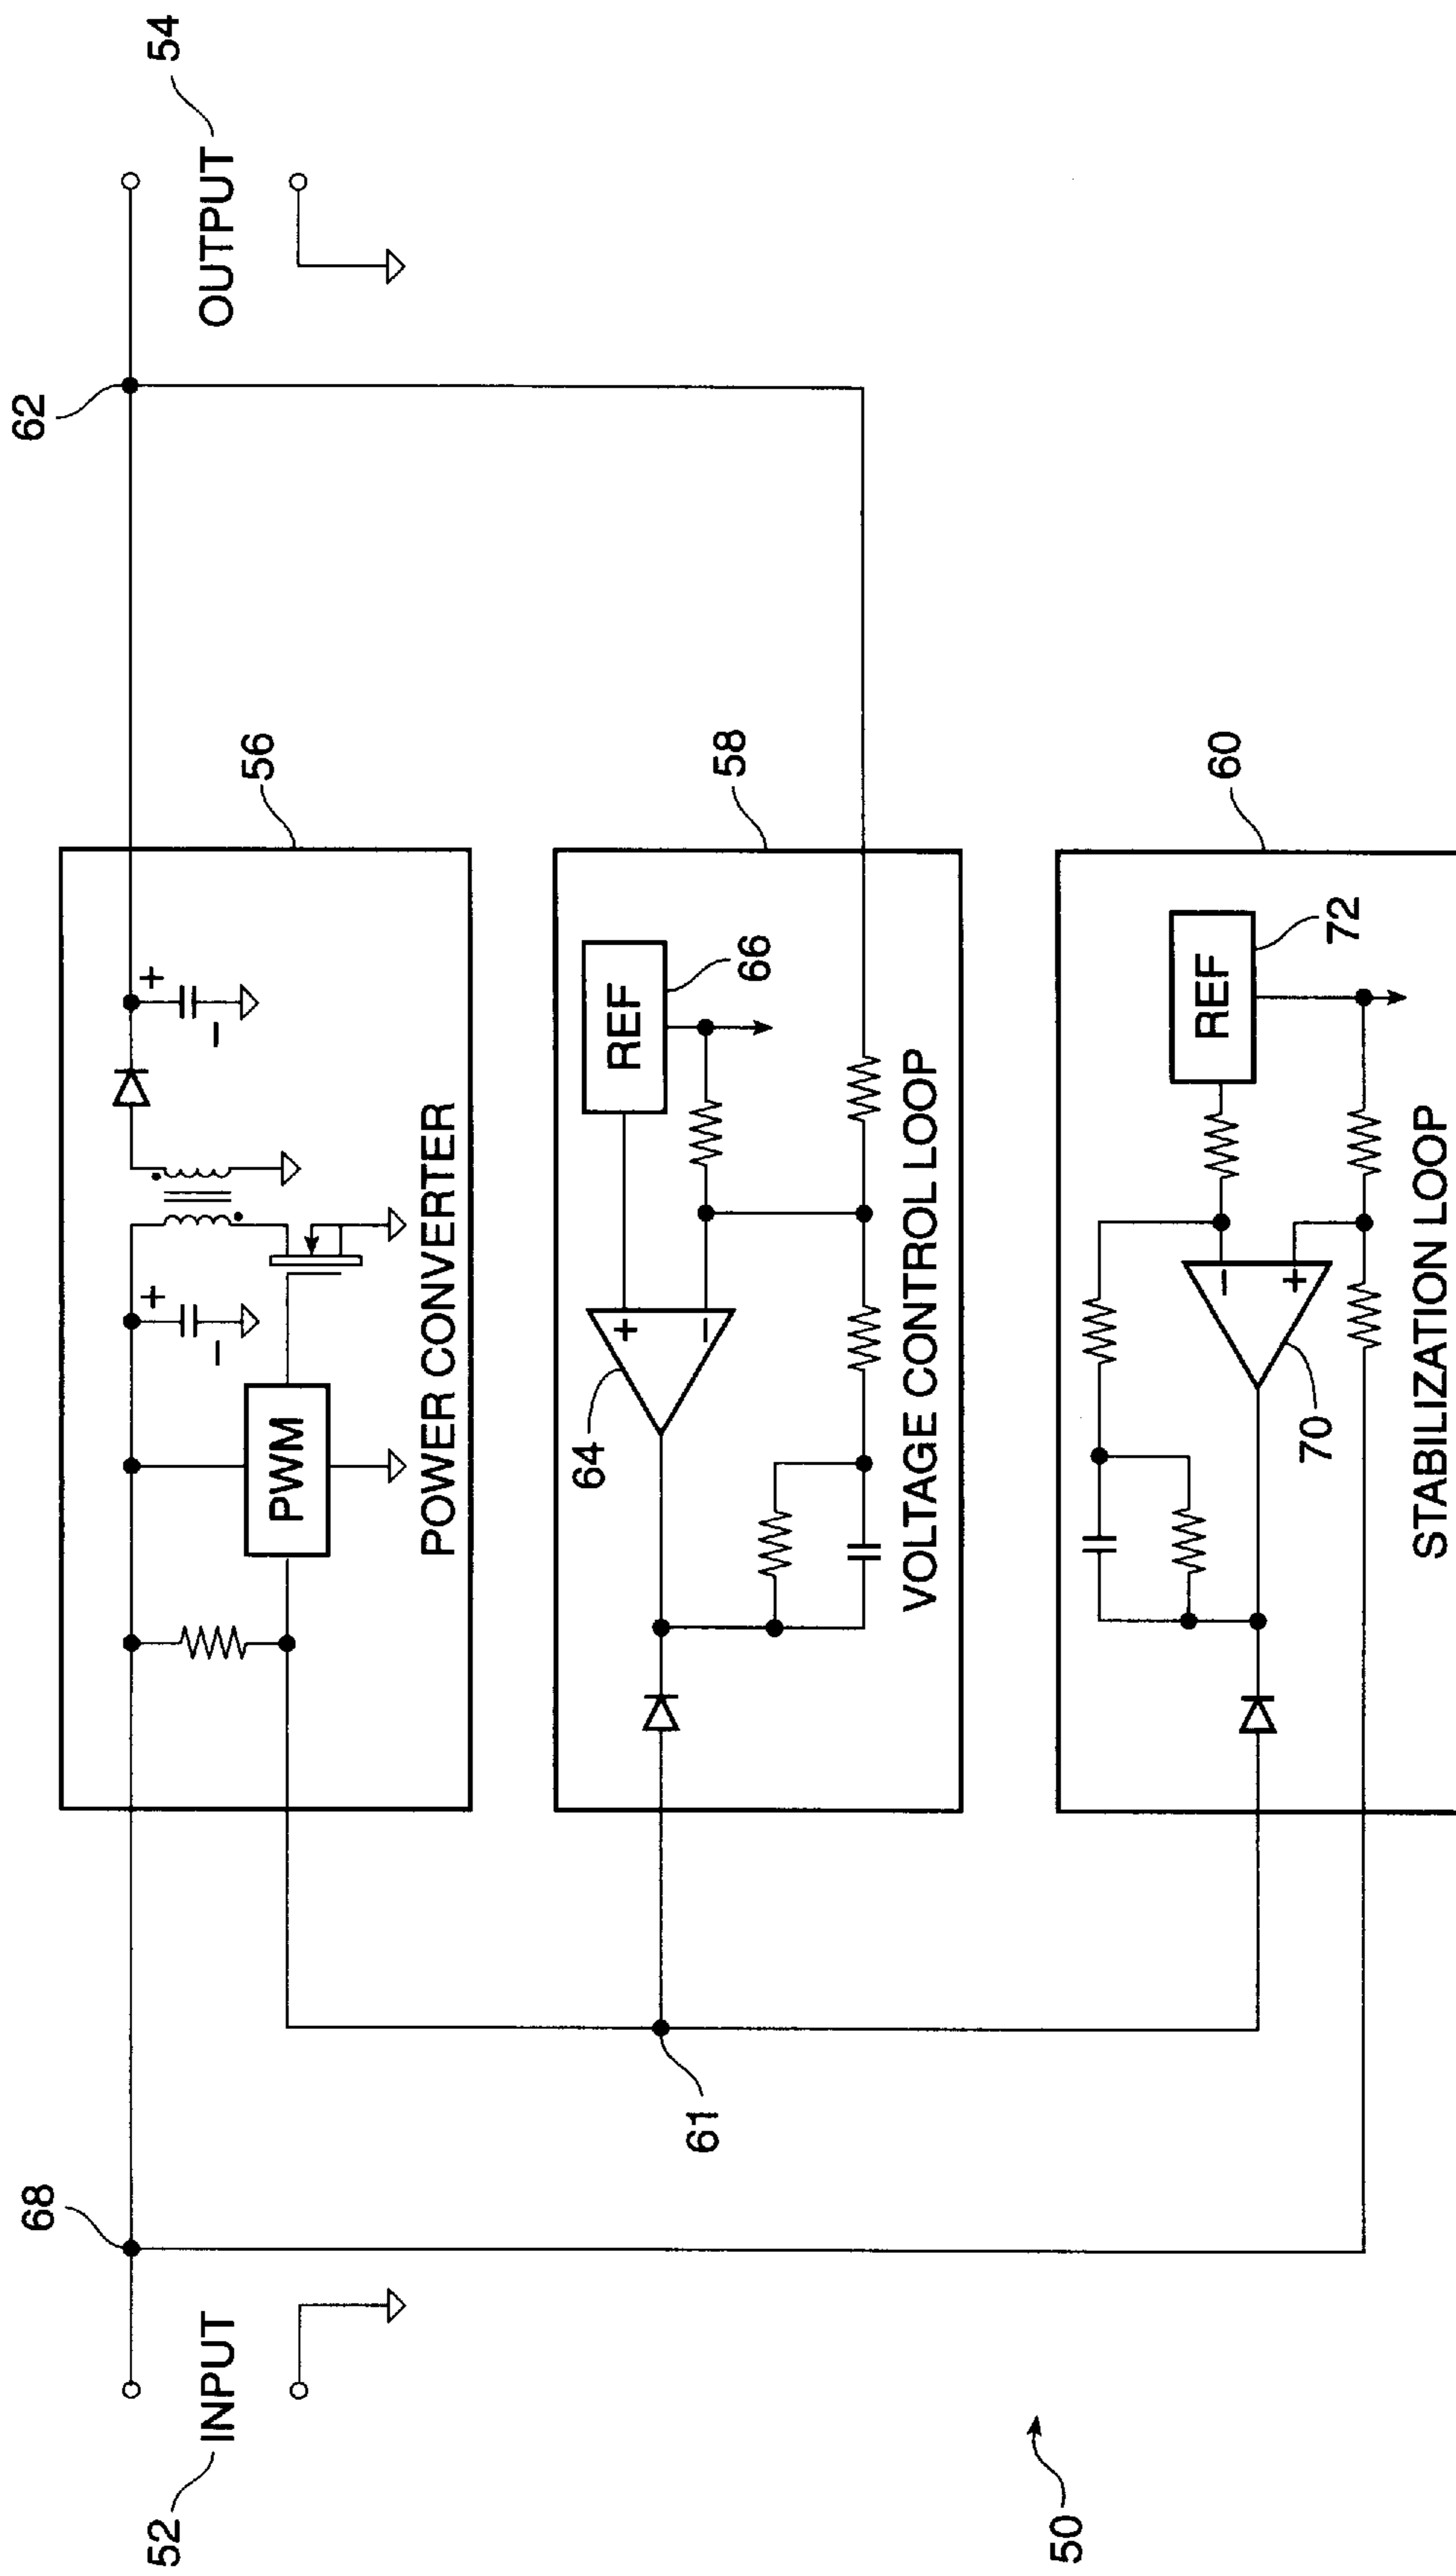 62
54
OUTPUT
56
+
−
+
−
PWM
POWER CONVERTER
68
52
INPUT
58
REF
66
64
+
−
VOLTAGE CONTROL LOOP
61
60
REF
72
−
+
70
STABILIZATION LOOP
50